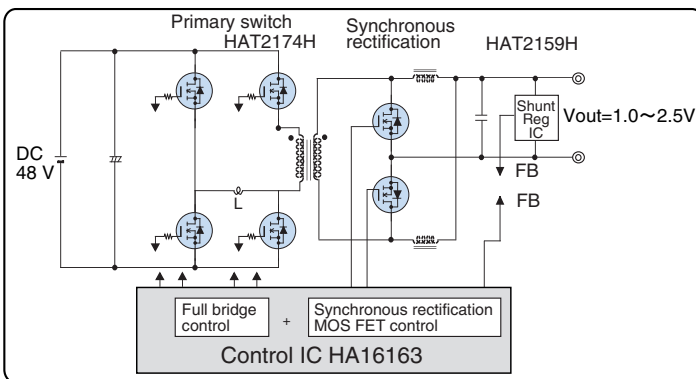 Primary switch
HAT2174H
Synchronous
rectification
HAT2159H
DC
48 V
L
Shunt
Reg
IC
Vout=1.0～2.5V
FB
FB
Full bridge
control
+
Synchronous rectification
MOS FET control
Control IC HA16163